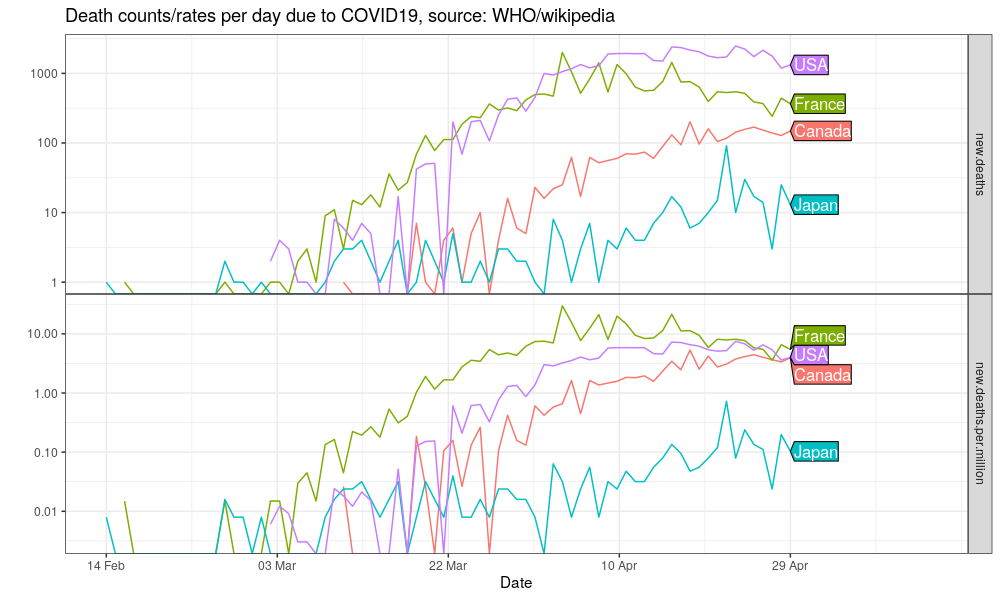 Death counts/rates per day due to COVID19, source: WHO/wikipedia
1000
100
10
1
USA
France
Canada
Japan
new.deaths
10.00
1.00
0.10
0.01
France
USA
Canada
Japan
new.deaths.per.million
14 Feb
03 Mar
22 Mar
10 Apr
29 Apr
Date